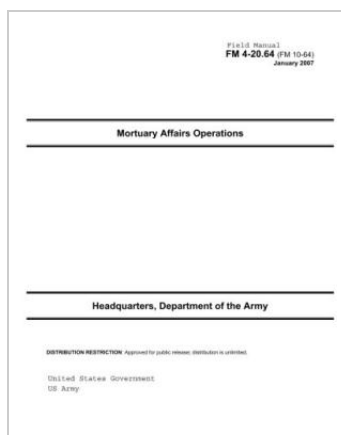 Field Manual
FM 4-20.64 (FM 10-64)
January 2007
Mortuary Affairs Operations
Headquarters, Department of the Army
DISTRIBUTION RESTRICTION Approved for public release; distribution is unlimited.
United States Government
US Army